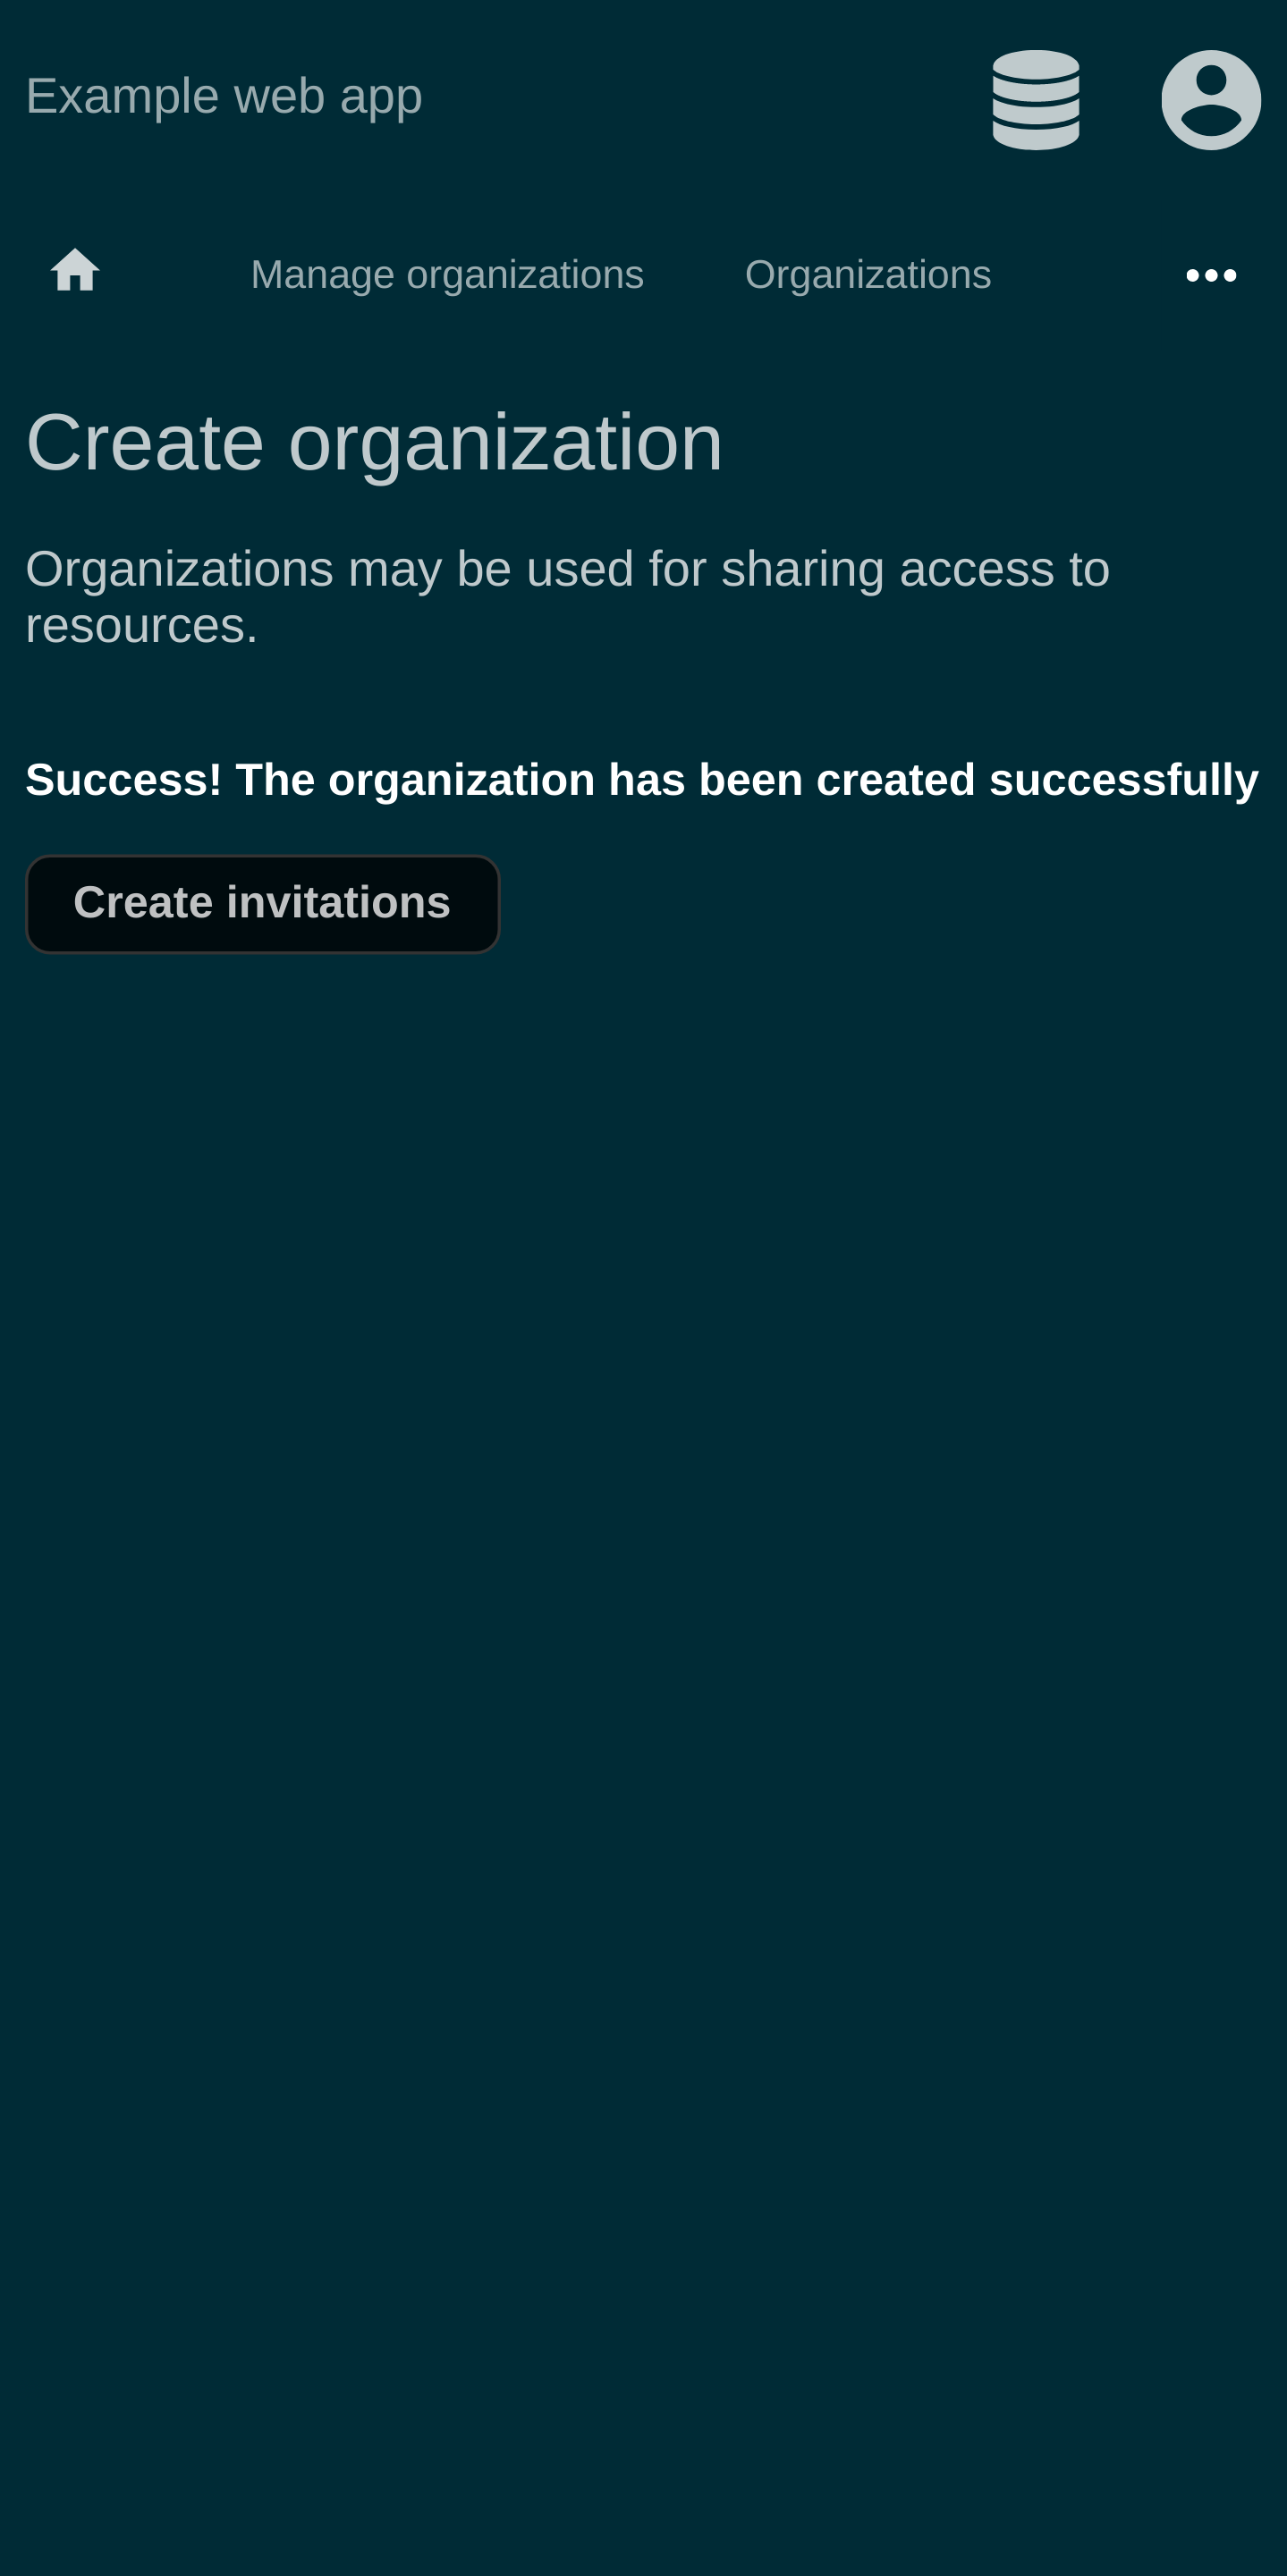 Example web app
Manage organizations Organizations
Create organization
Organizations may be used for sharing access to
resources.
Success! The organization has been created successfully
Create invitations